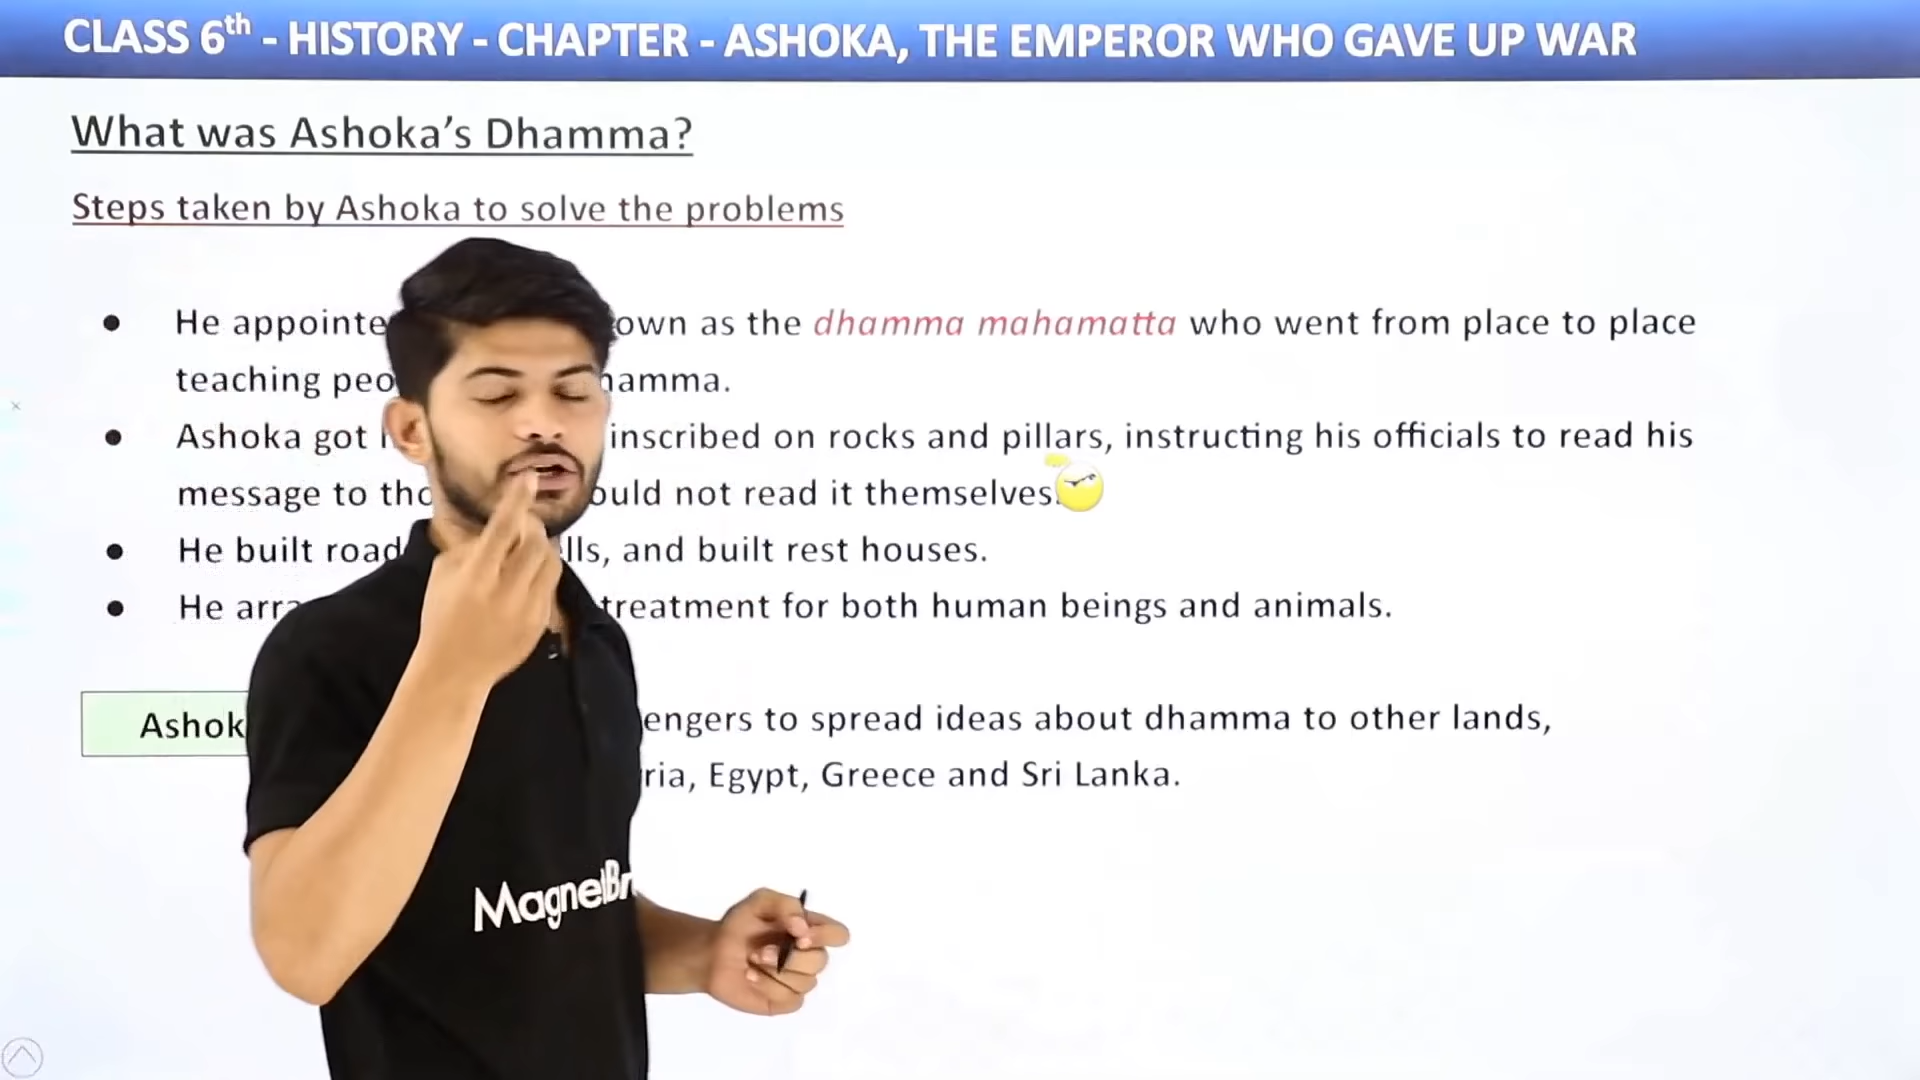 CLASS 6th - HISTORY - CHAPTER - ASHOKA, THE EMPEROR WHO GAVE UP WAR
What was Ashoka's Dhamma?
Steps taken by Ashoka to solve the problems
● He appointe own as the dhamma mahamatta who went from place to place
teaching peo hamma.
● Ashoka got inscribed on rocks and pillars, instructing his officials to read his
message to tho ould not read it themselves.
● He built road lls, and built rest houses.
● He arra treatment for both human beings and animals.
Ashok engers to spread ideas about dhamma to other lands,
ria, Egypt, Greece and Sri Lanka.
MagnetBr